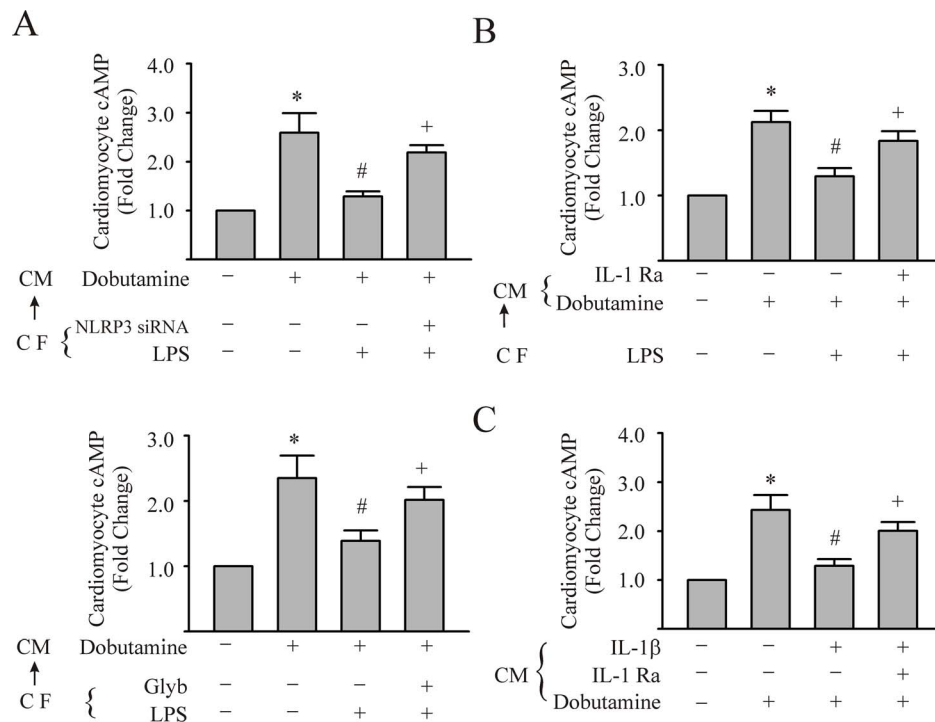 A
Cardiomyocyte cAMP
(Fold Change)
4.0
3.0
2.0
1.0
*
#
+
CM Dobutamine − + + +
C F { NLRP3 siRNA − − − +
LPS − − + +
B
Cardiomyocyte cAMP
(Fold Change)
3.0
2.0
1.0
*
#
+
CM { IL-1 Ra − − − +
Dobutamine − + + +
C F LPS − − + +
Cardiomyocyte cAMP
(Fold Change)
3.0
2.0
1.0
*
#
+
CM Dobutamine − + + +
C F { Glyb − − − +
LPS − − + +
C
Cardiomyocyte cAMP
(Fold Change)
4.0
3.0
2.0
1.0
*
#
+
CM { IL-1β − − + +
IL-1 Ra − − − +
Dobutamine − + + +